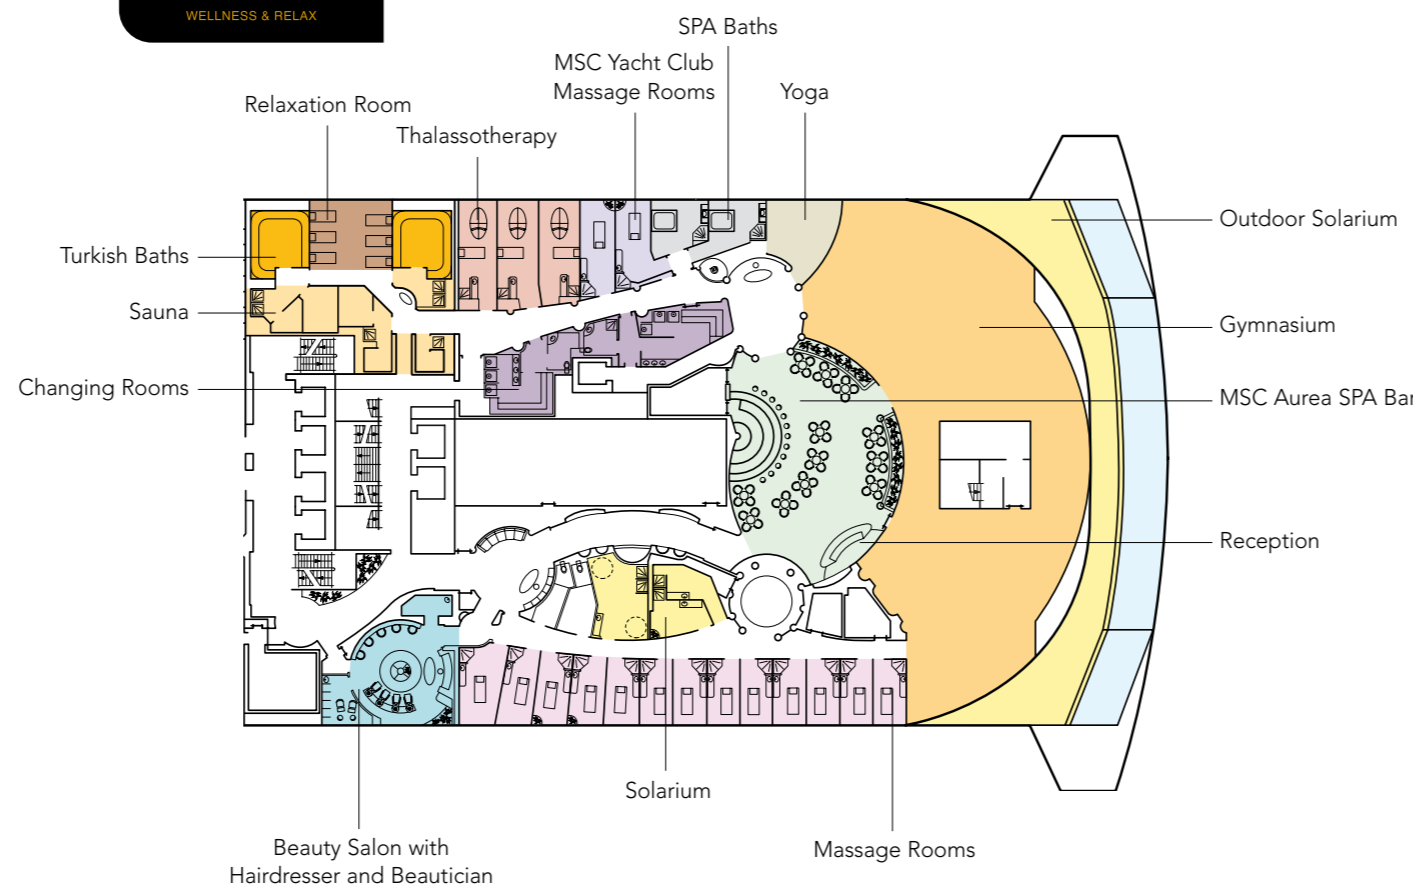 WELLNESS & RELAX
SPA Baths
MSC Yacht Club
Massage Rooms
Yoga
Relaxation Room
Thalassotherapy
Outdoor Solarium
Turkish Baths
Sauna
Gymnasium
Changing Rooms
MSC Aurea SPA Bar
Reception
Solarium
Beauty Salon with
Hairdresser and Beautician
Massage Rooms